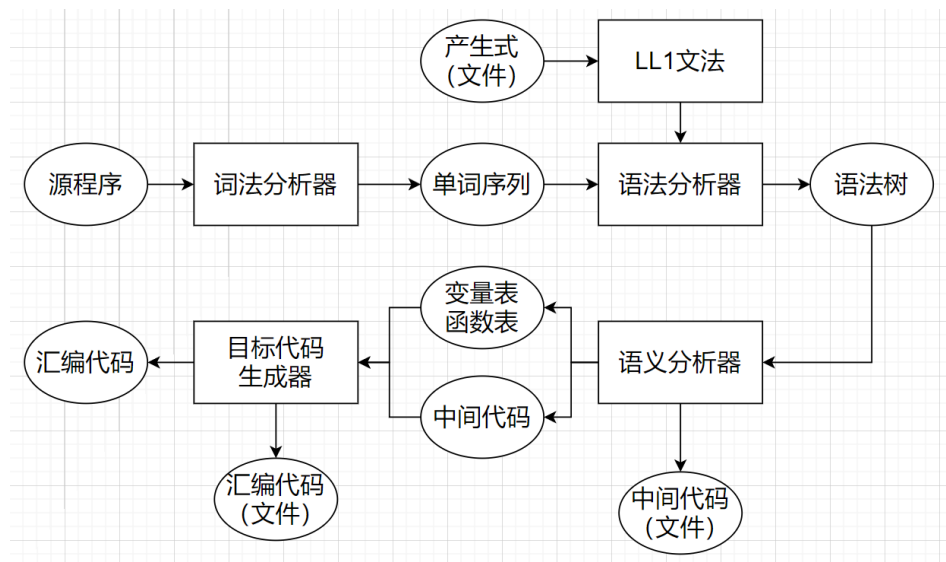 产生式
（文件）
LL1文法
源程序
词法分析器
单词序列
语法分析器
语法树
变量表
函数表
汇编代码
目标代码
生成器
语义分析器
中间代码
汇编代码
（文件）
中间代码
（文件）